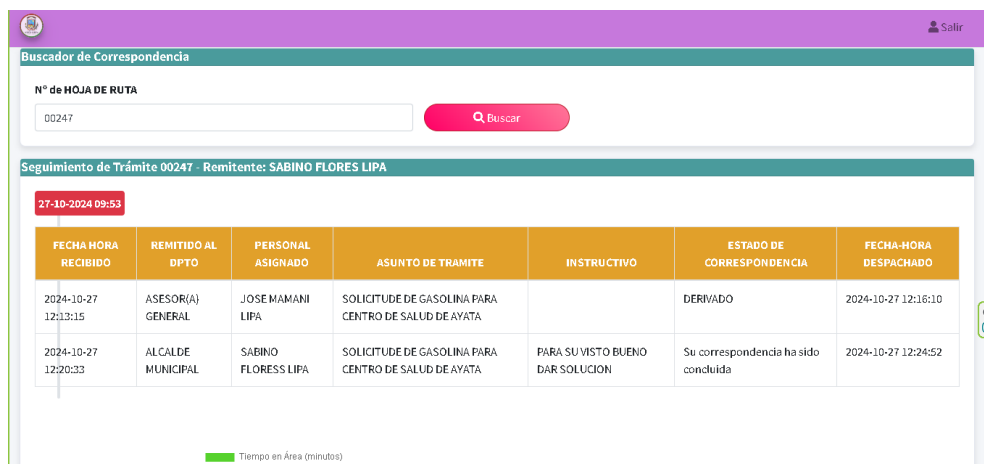 Salir
Buscador de Correspondencia
N° de HOJA DE RUTA
00247
Buscar
Seguimiento de Trámite 00247 - Remitente: SABINO FLORES LIPA
27-10-2024 09:53
FECHA HORA RECIBIDO REMITIDO AL DPTO PERSONAL ASIGNADO ASUNTO DE TRAMITE INSTRUCTIVO ESTADO DE CORRESPONDENCIA FECHA-HORA DESPACHADO
2024-10-27 12:13:15 ASESOR(A) GENERAL JOSE MAMANI LIPA SOLICITUDE DE GASOLINA PARA CENTRO DE SALUD DE AYATA DERIVADO 2024-10-27 12:16:10
2024-10-27 12:20:33 ALCALDE MUNICIPAL SABINO FLORESS LIPA SOLICITUDE DE GASOLINA PARA CENTRO DE SALUD DE AYATA PARA SU VISTO BUENO DAR SOLUCION Su correspondencia ha sido concluida 2024-10-27 12:24:52
Tiempo en Área (minutos)